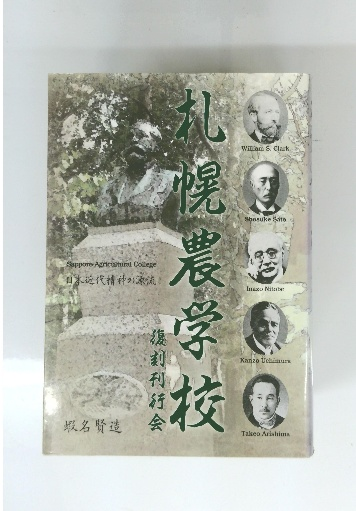 札幌農学校
復刻刊行会
Sapporo Agricultural College
日本近代精神の源流
蝦名賢造
William S. Clark
Shosuke Sato
Inazo Nitobe
Kanzo Uchimura
Takeo Arishima